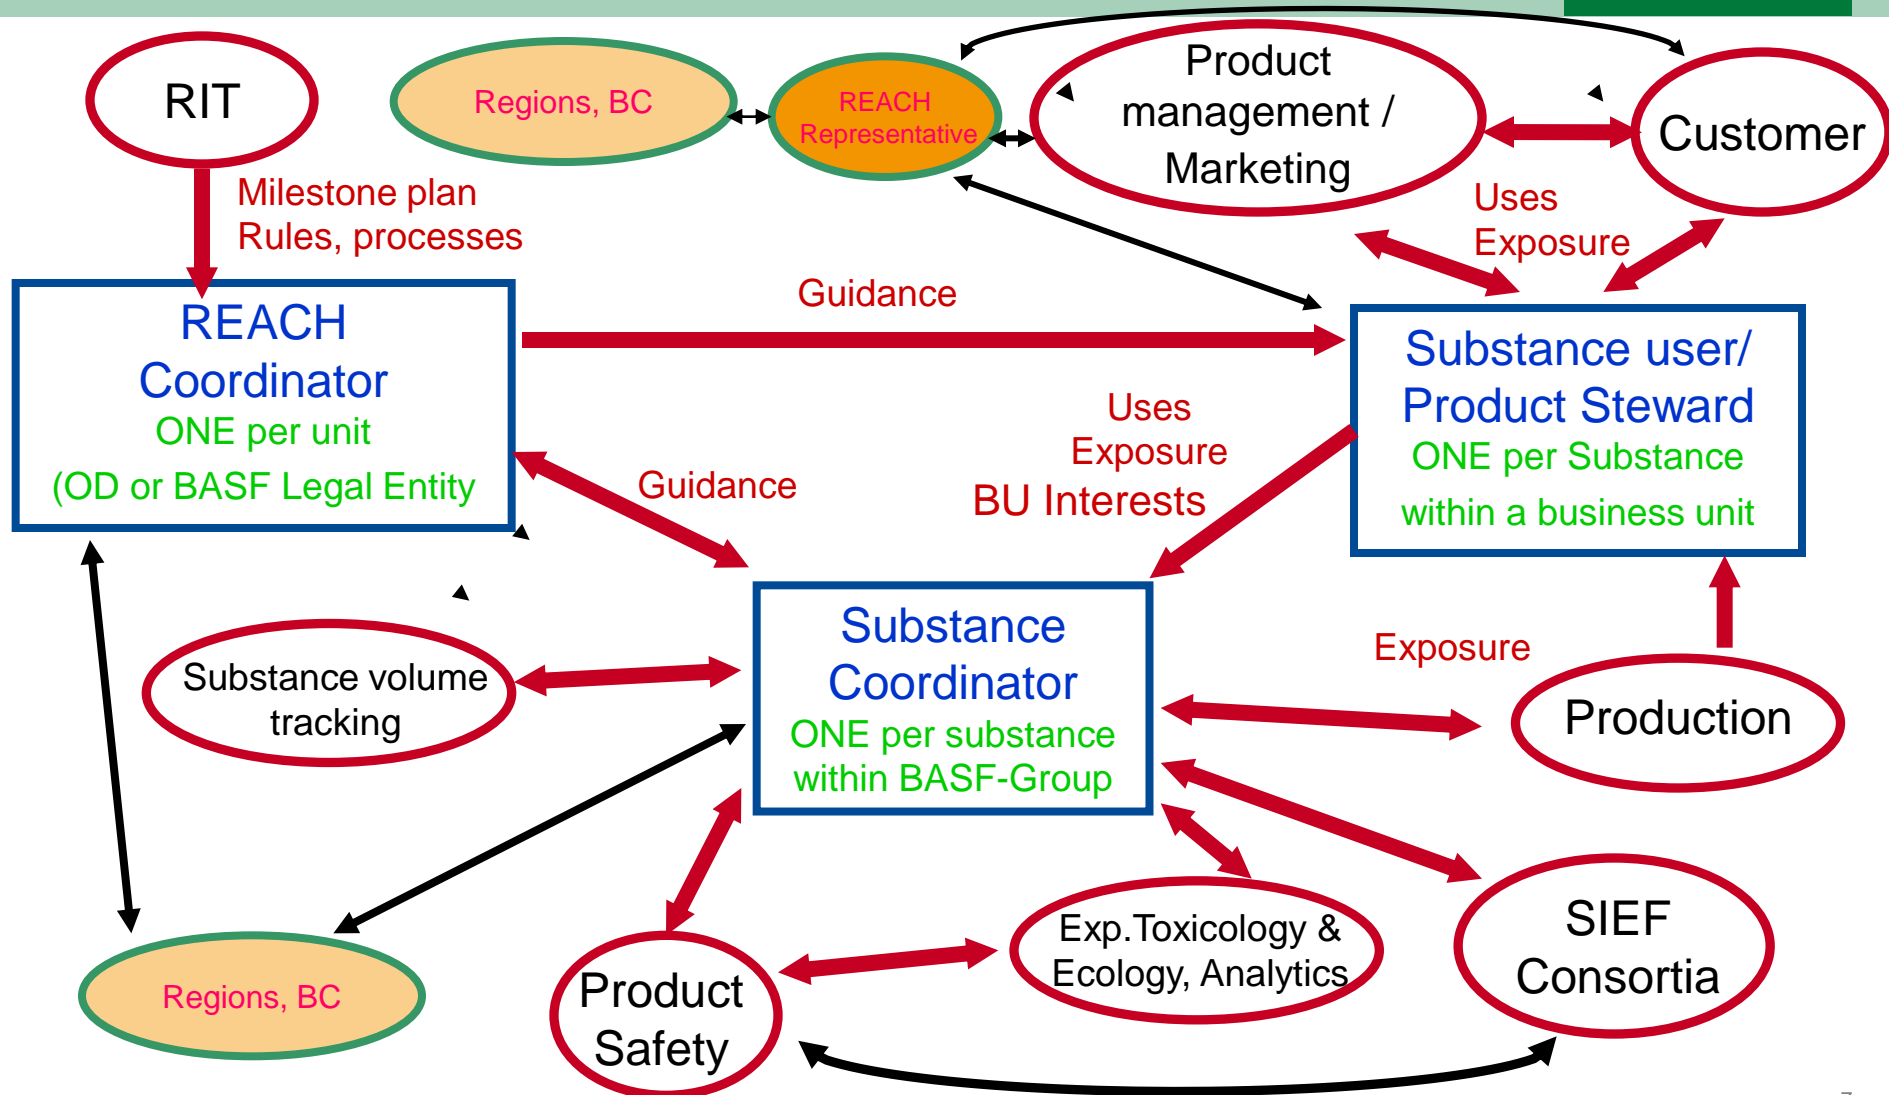 RIT
Regions, BC
REACH
Representative
Product
management /
Marketing
Customer
Milestone plan
Rules, processes
Uses
Exposure
Guidance
REACH
Coordinator
ONE per unit
(OD or BASF Legal Entity
Substance user/
Product Steward
ONE per Substance
within a business unit
Guidance
Uses
Exposure
BU Interests
Substance volume
tracking
Substance
Coordinator
ONE per substance
within BASF-Group
Exposure
Production
Regions, BC
Product
Safety
Exp.Toxicology &
Ecology, Analytics
SIEF
Consortia